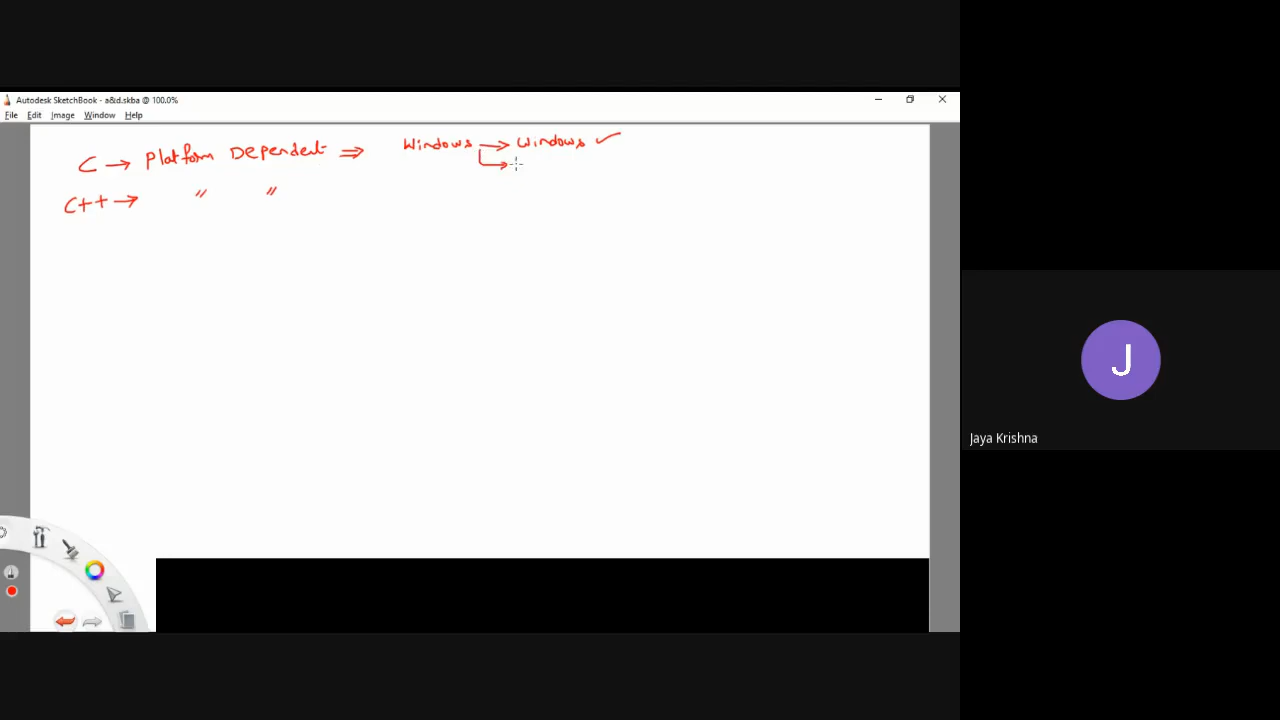 Autodesk SketchBook - a&d.skba @ 100.0%
File Edit Image Window Help
C → Platform Dependent ⇒ Windows → Windows ✓
C++ → " "
J
Jaya Krishna